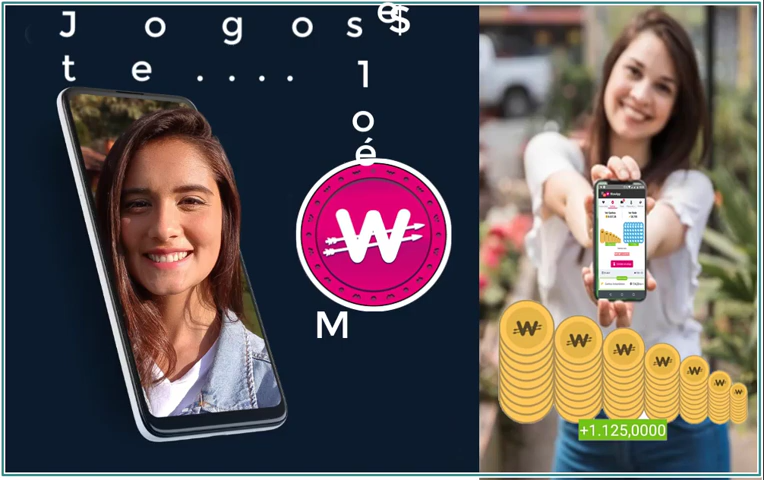 J o g o s e $
t e . . . . 1
o
é
W
M
W W W W W W W
+1.125,0000